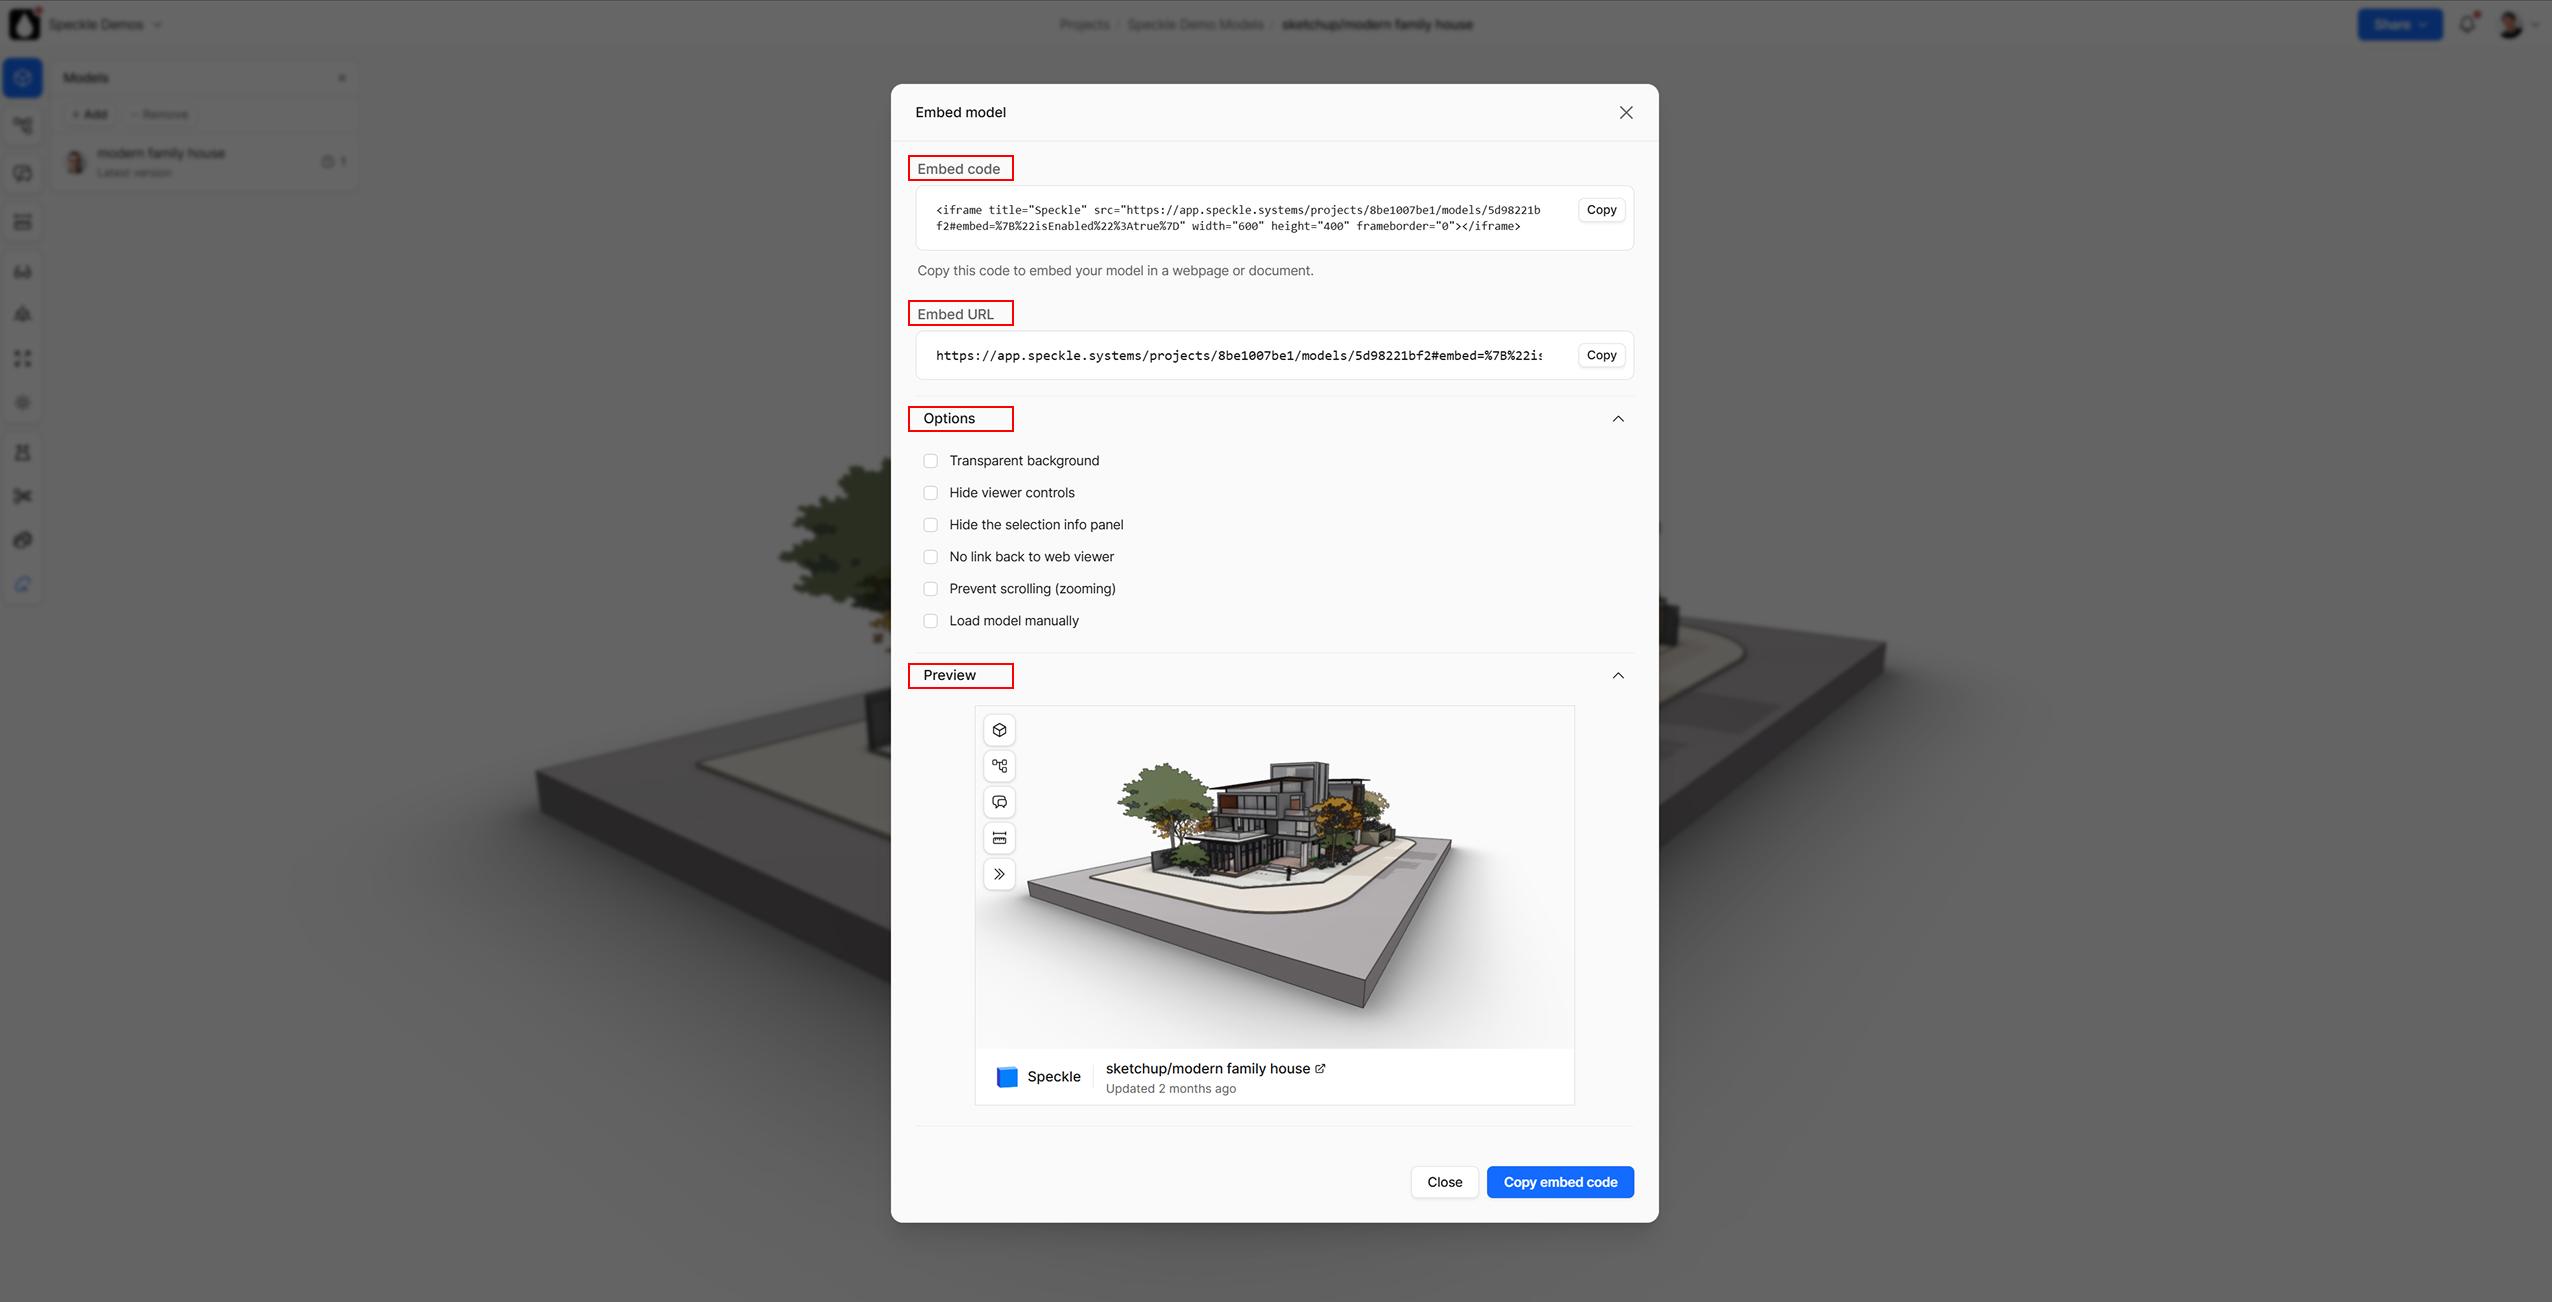 Speckle Demos
Projects / Speckle Demo Models / sketchup/modern family house
Share
Models
+ Add
- Remove
modern family house
Latest version
1
Embed model
Embed code
<iframe title="Speckle" src="https://app.speckle.systems/projects/8be1007be1/models/5d98221b
f2#embed=%7B%22isEnabled%22%3Atrue%7D" width="600" height="400" frameborder="0"></iframe>
Copy
Copy this code to embed your model in a webpage or document.
Embed URL
https://app.speckle.systems/projects/8be1007be1/models/5d98221bf2#embed=%7B%22is
Copy
Options
Transparent background
Hide viewer controls
Hide the selection info panel
No link back to web viewer
Prevent scrolling (zooming)
Load model manually
Preview
Speckle
sketchup/modern family house
Updated 2 months ago
Close
Copy embed code